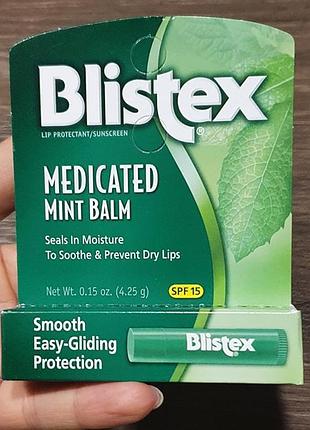 Blistex®
LIP PROTECTANT/SUNSCREEN
MEDICATED
MINT BALM
Seals In Moisture
To Soothe & Prevent Dry Lips
Net Wt. 0.15 oz. (4.25 g)
SPF 15
Smooth
Easy-Gliding
Protection
Blistex